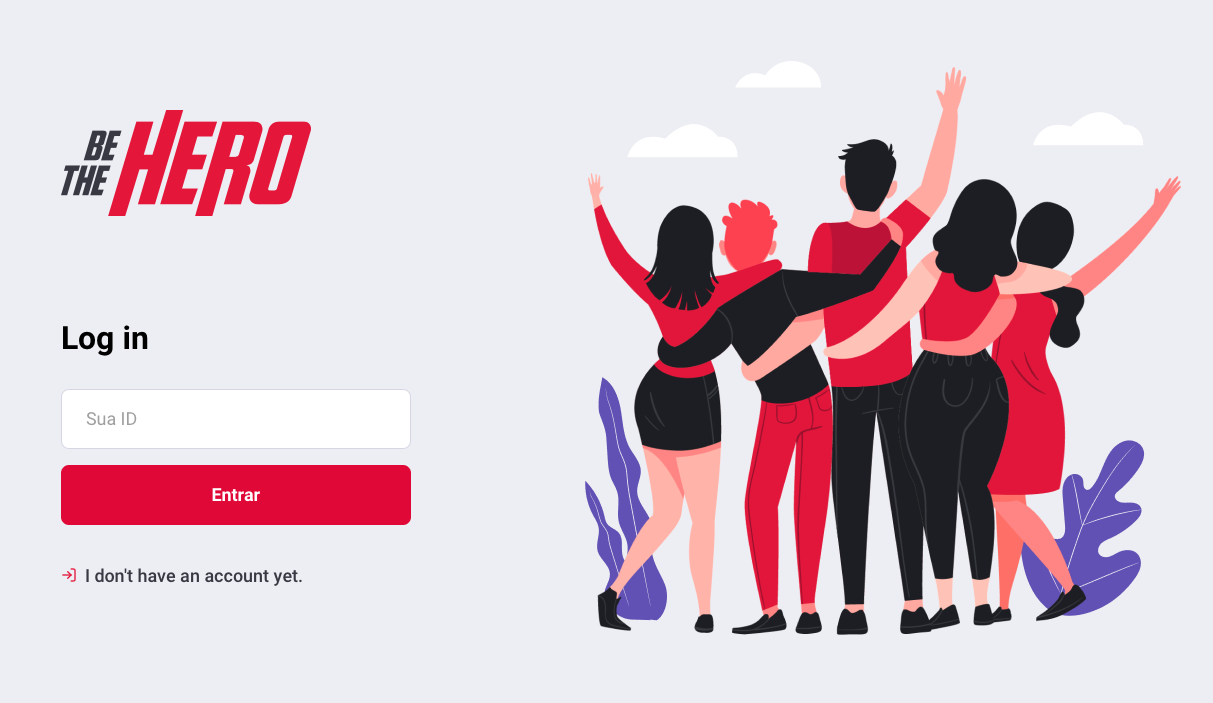 BE
THE HERO
Log in
Sua ID
Entrar
I don't have an account yet.